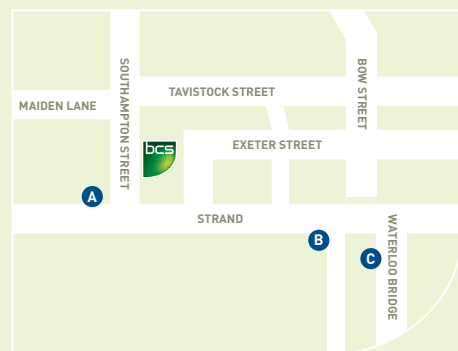 SOUTHAMPTON STREET
BOW STREET
TAVISTOCK STREET
MAIDEN LANE
EXETER STREET
bcs
A
STRAND
WATERLOO BRIDGE
B
C